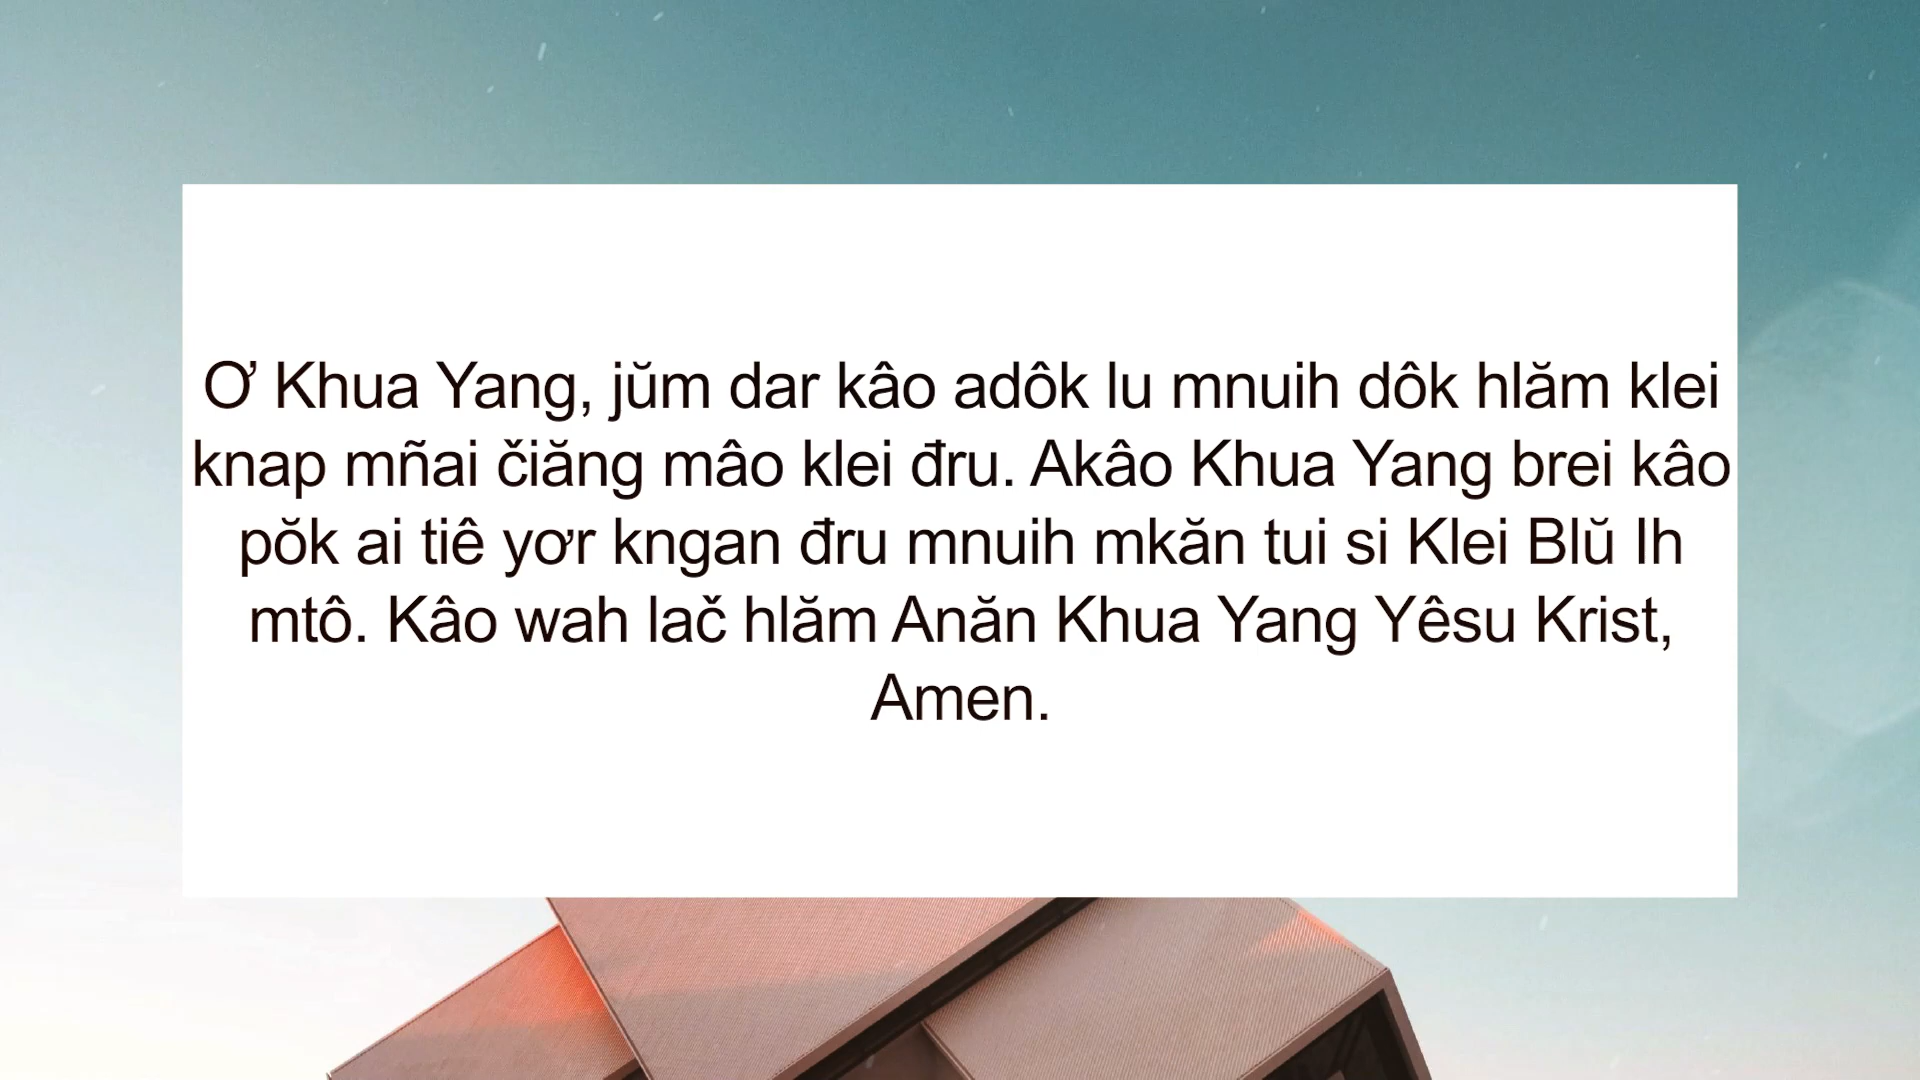 Ơ Khua Yang, jŭm dar kâo adôk lu mnuih dôk hlăm klei
knap mñai čiăng mâo klei đru. Akâo Khua Yang brei kâo
pŏk ai tiê yơr kngan đru mnuih mkăn tui si Klei Blŭ Ih
mtô. Kâo wah lač hlăm Anăn Khua Yang Yêsu Krist,
Amen.